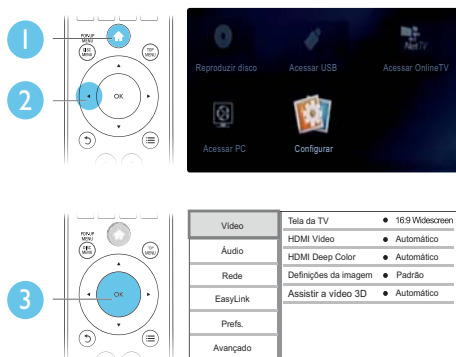 1
POP-UP
MENU
DISC
MENU
TOP
MENU
2
OK
Reproduzir disco
Acessar USB
Net TV
Acessar OnlineTV
Acessar PC
Configurar
POP-UP
MENU
DISC
MENU
TOP
MENU
3
OK
Vídeo
Áudio
Rede
EasyLink
Prefs.
Avançado
Tela da TV ● 16:9 Widescreen
HDMI Vídeo ● Automático
HDMI Deep Color ● Automático
Definições da imagem ● Padrão
Assistir a vídeo 3D ● Automático